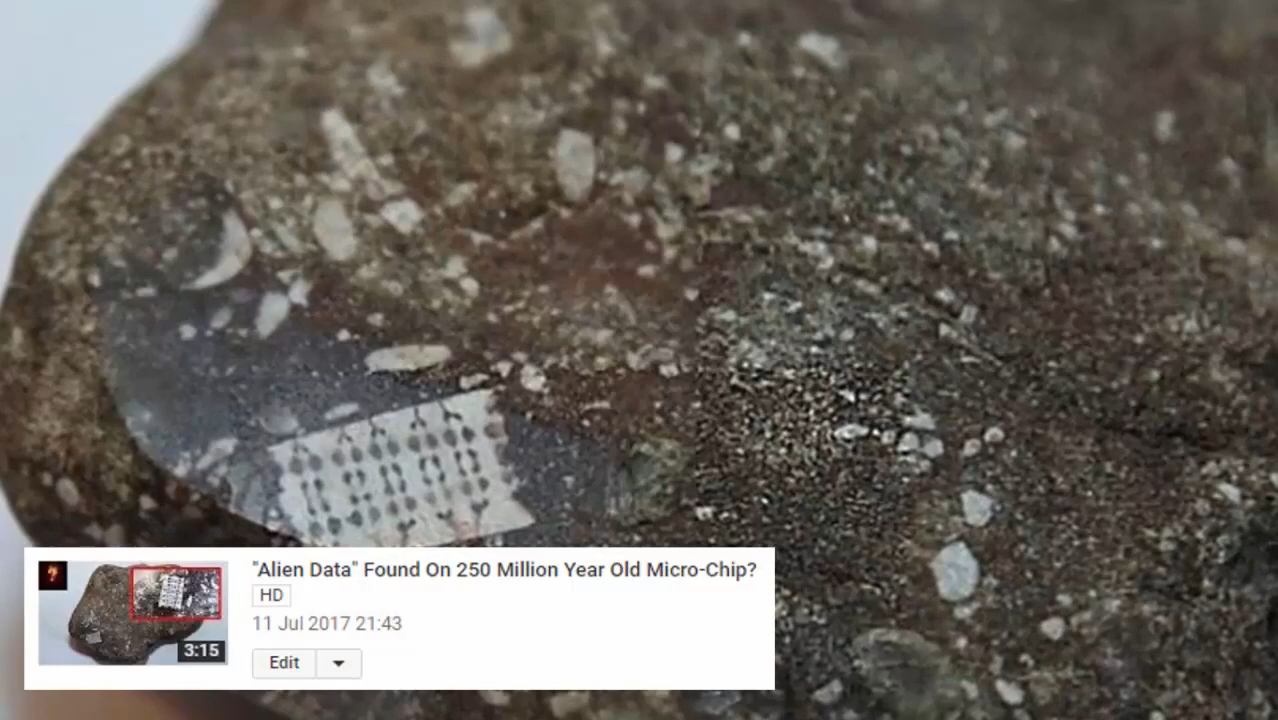 "Alien Data" Found On 250 Million Year Old Micro-Chip?
HD
11 Jul 2017 21:43
3:15
Edit